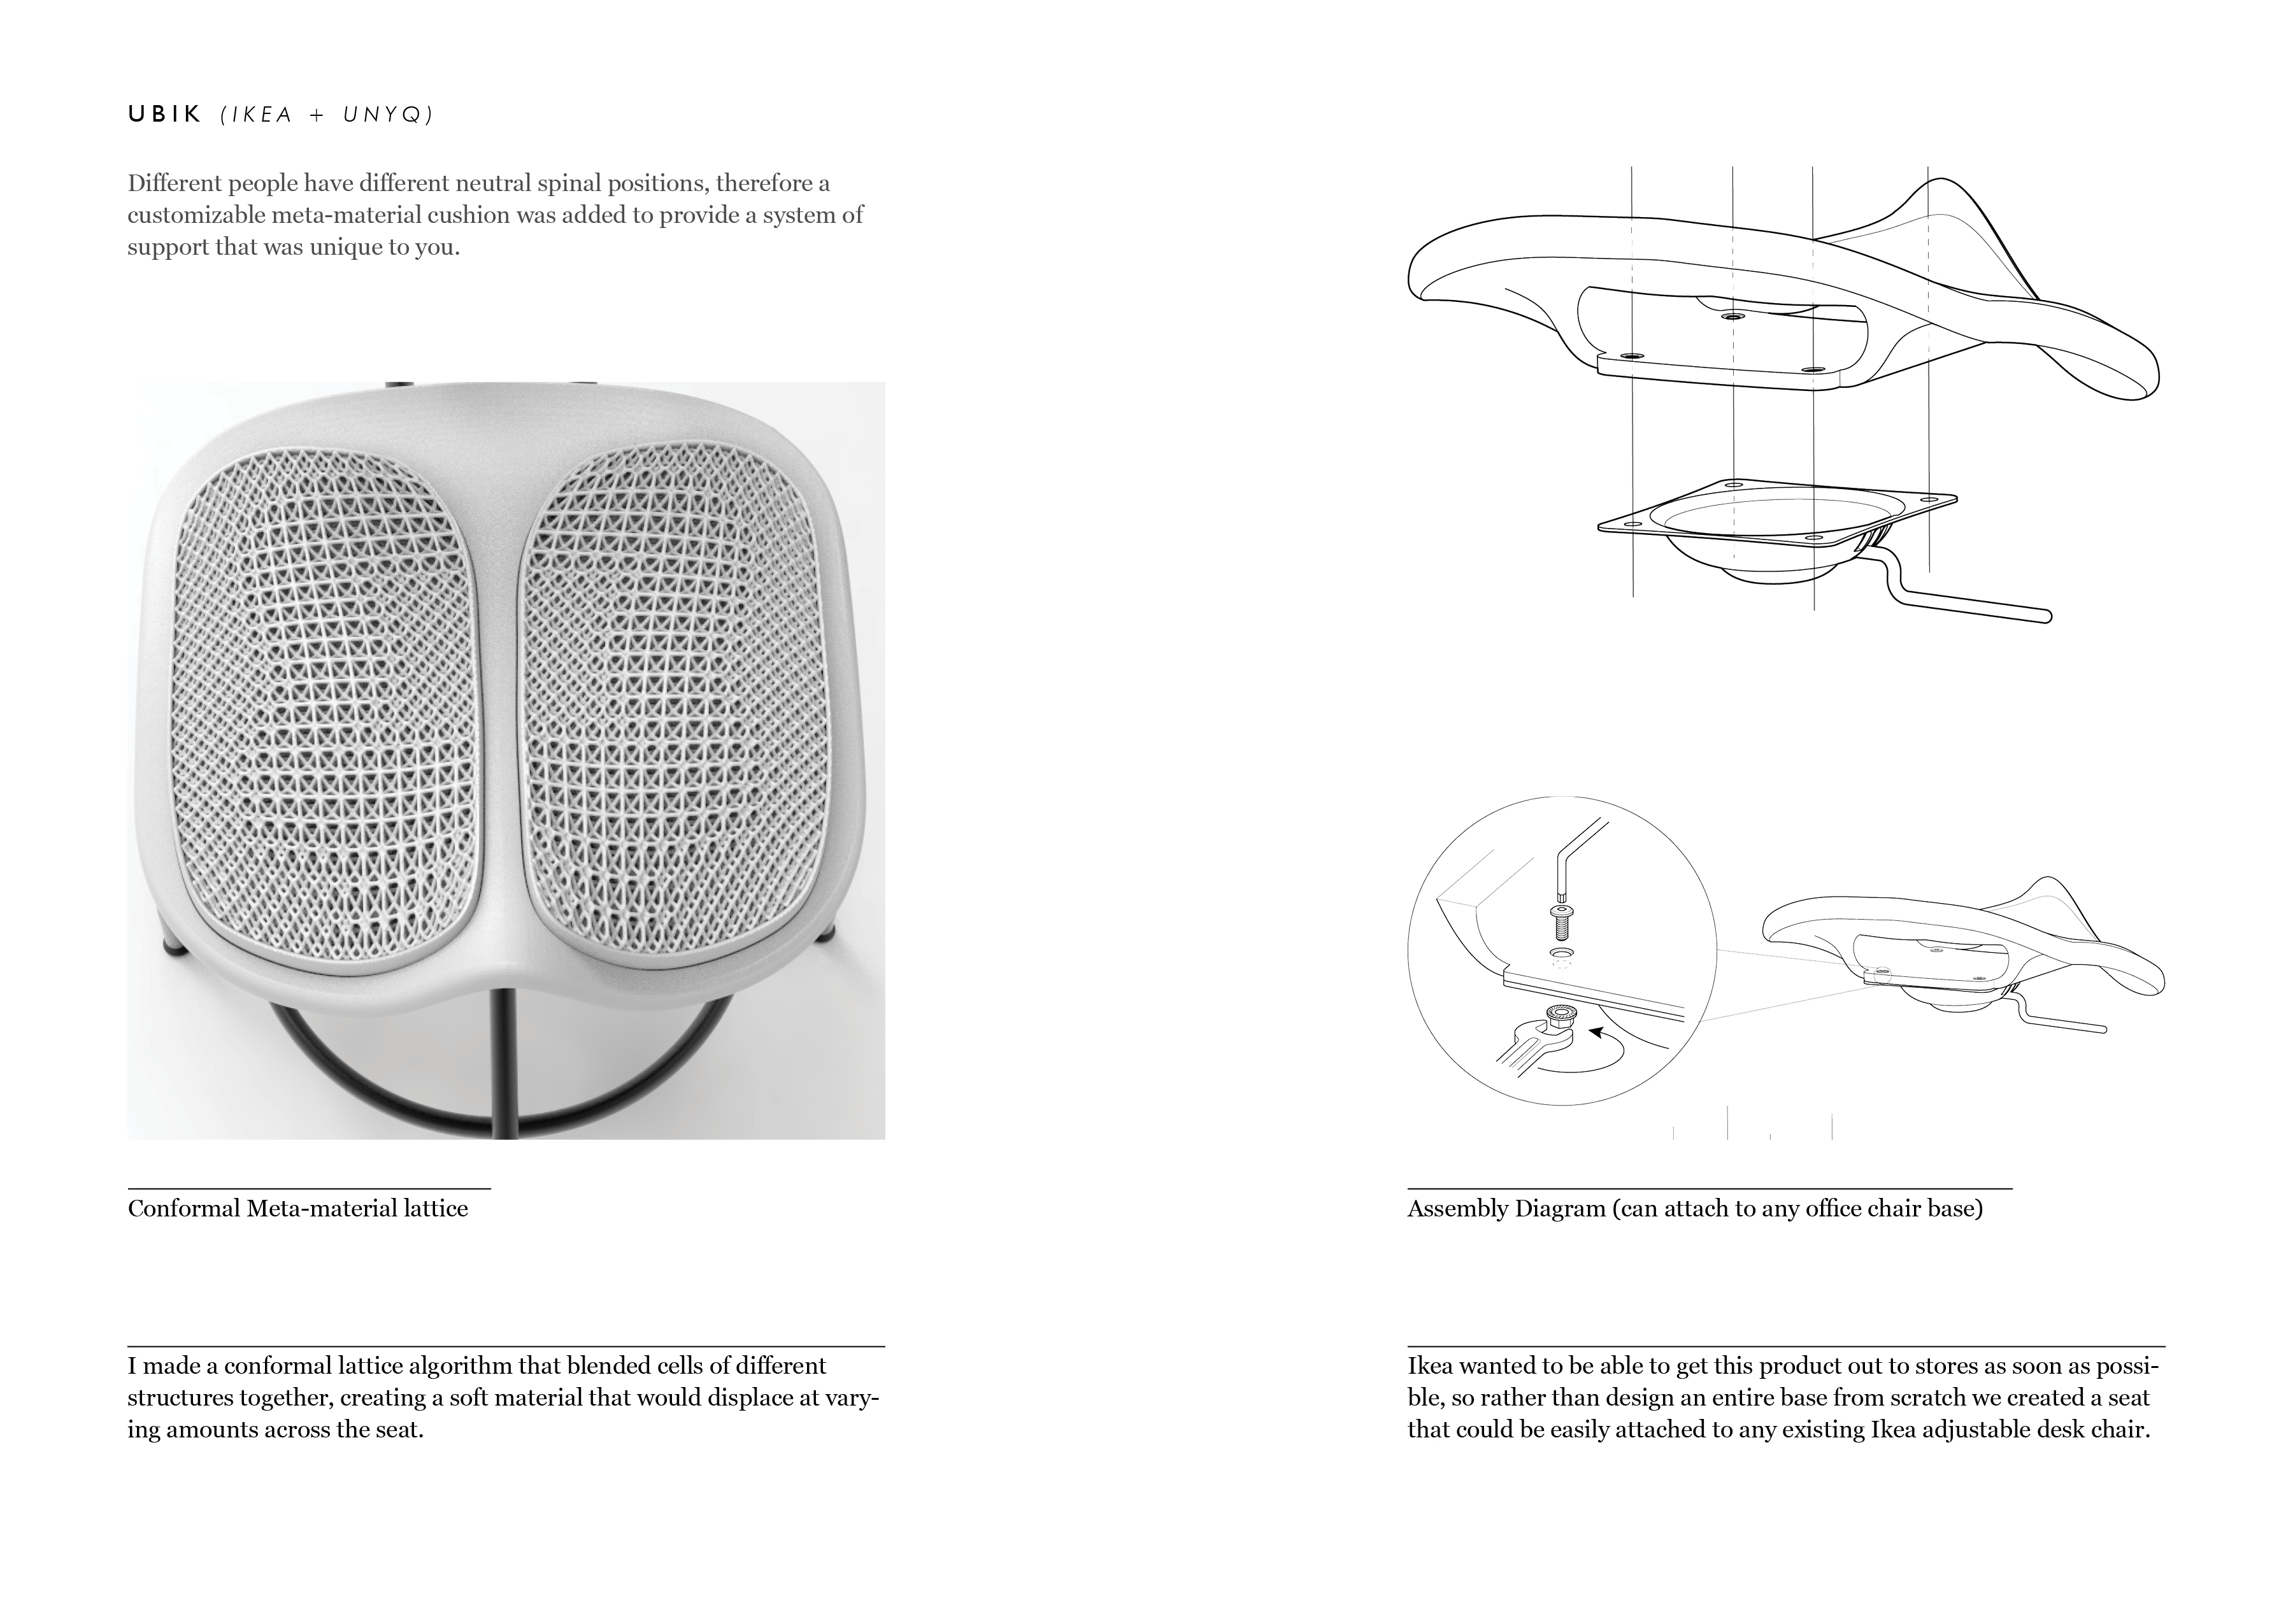 UBIK (IKEA + UNYQ)
Different people have different neutral spinal positions, therefore a
customizable meta-material cushion was added to provide a system of
support that was unique to you.
Conformal Meta-material lattice
I made a conformal lattice algorithm that blended cells of different
structures together, creating a soft material that would displace at vary-
ing amounts across the seat.
Assembly Diagram (can attach to any office chair base)
Ikea wanted to be able to get this product out to stores as soon as possi-
ble, so rather than design an entire base from scratch we created a seat
that could be easily attached to any existing Ikea adjustable desk chair.